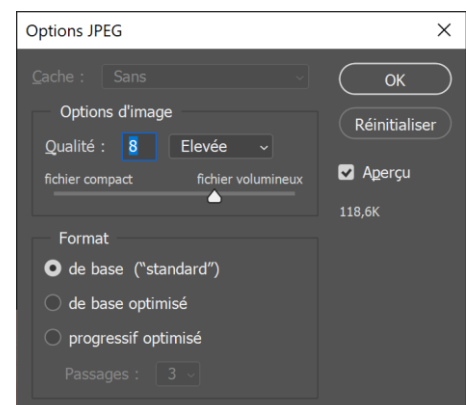 Options JPEG
Cache : Sans
OK
Options d'image
Réinitialiser
Qualité : 8 Elevée
Aperçu
fichier compact fichier volumineux
118,6K
Format
de base ("standard")
de base optimisé
progressif optimisé
Passages : 3